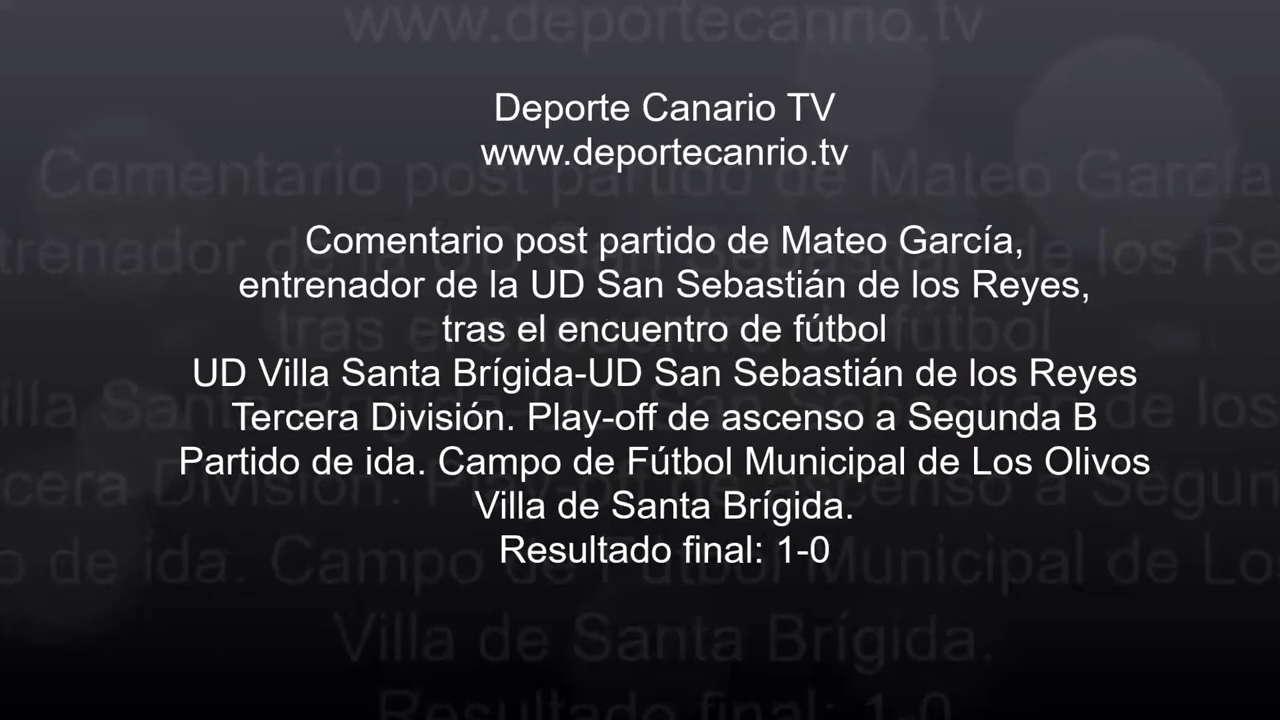 Deporte Canario TV
www.deportecanrio.tv
Comentario post partido de Mateo García,
entrenador de la UD San Sebastián de los Reyes,
tras el encuentro de fútbol
UD Villa Santa Brígida-UD San Sebastián de los Reyes
Tercera División. Play-off de ascenso a Segunda B
Partido de ida. Campo de Fútbol Municipal de Los Olivos
Villa de Santa Brígida.
Resultado final: 1-0